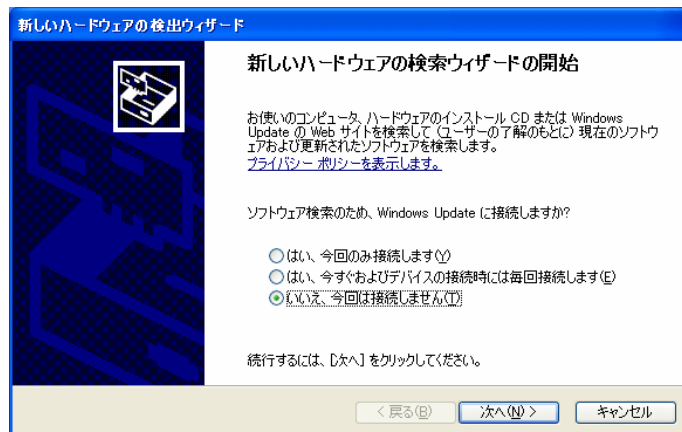 新しいハードウェアの検出ウィザード
新しいハードウェアの検索ウィザードの開始
お使いのコンピュータ、ハードウェアのインストール CD または Windows
Update の Web サイトを検索して (ユーザーの了解のもとに) 現在のソフトウ
ェアおよび更新されたソフトウェアを検索します。
プライバシー ポリシーを表示します。
ソフトウェア検索のため、Windows Update に接続しますか?
はい、今回のみ接続します(Y)
はい、今すぐおよびデバイスの接続時には毎回接続します(E)
いいえ、今回は接続しません(T)
続行するには、[次へ] をクリックしてください。
< 戻る(B) 次へ(N) > キャンセル